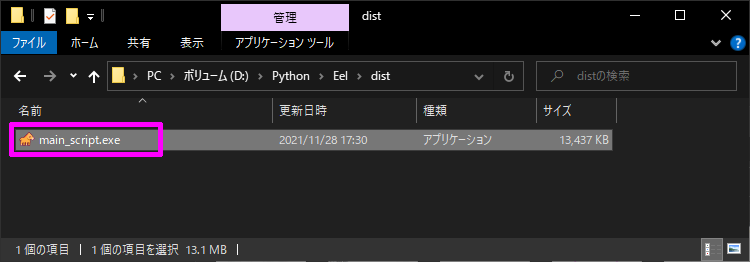 管理 dist
ファイル ホーム 共有 表示 アプリケーション ツール
PC ボリューム (D:) Python Eel dist distの検索
名前 更新日時 種類 サイズ
main_script.exe 2021/11/28 17:30 アプリケーション 13,437 KB
1 個の項目 1 個の項目を選択 13.1 MB